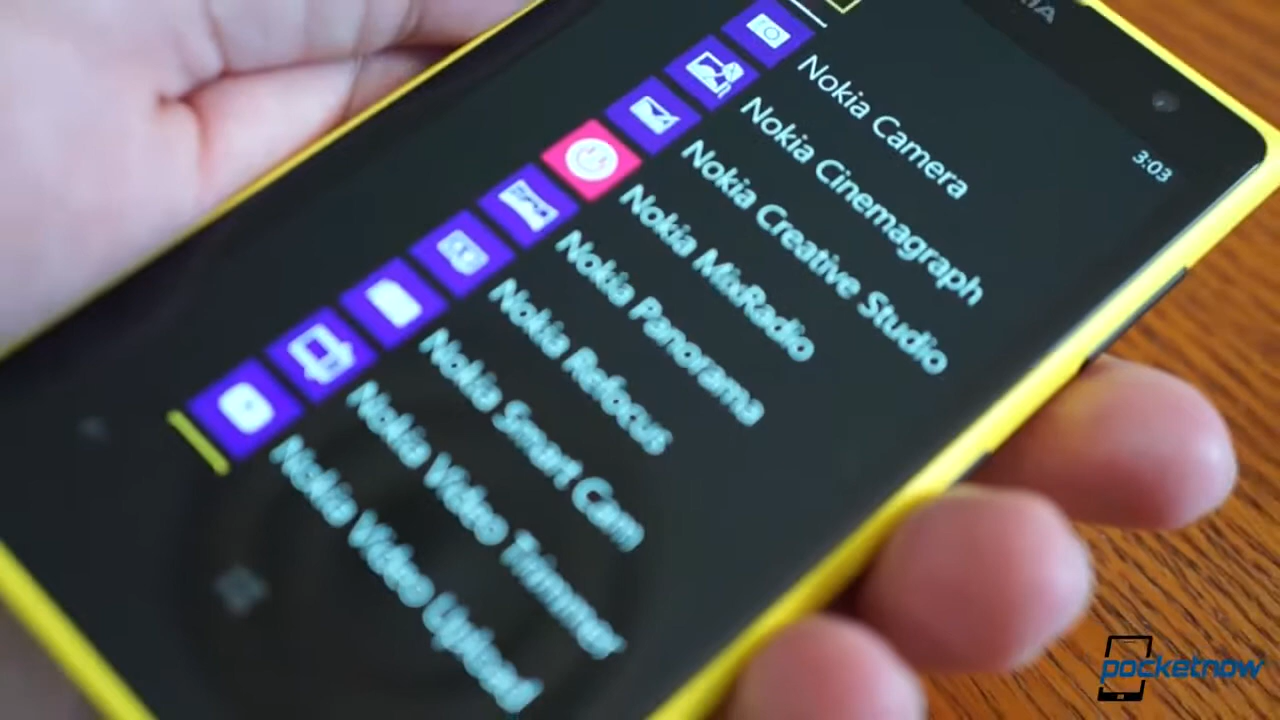 3:03
Nokia Camera
Nokia Cinemagraph
Nokia Creative Studio
Nokia MixRadio
Nokia Panorama
Nokia Refocus
Nokia Smart Cam
Nokia Video Trimmer
Nokia Video Upload
pocketnow